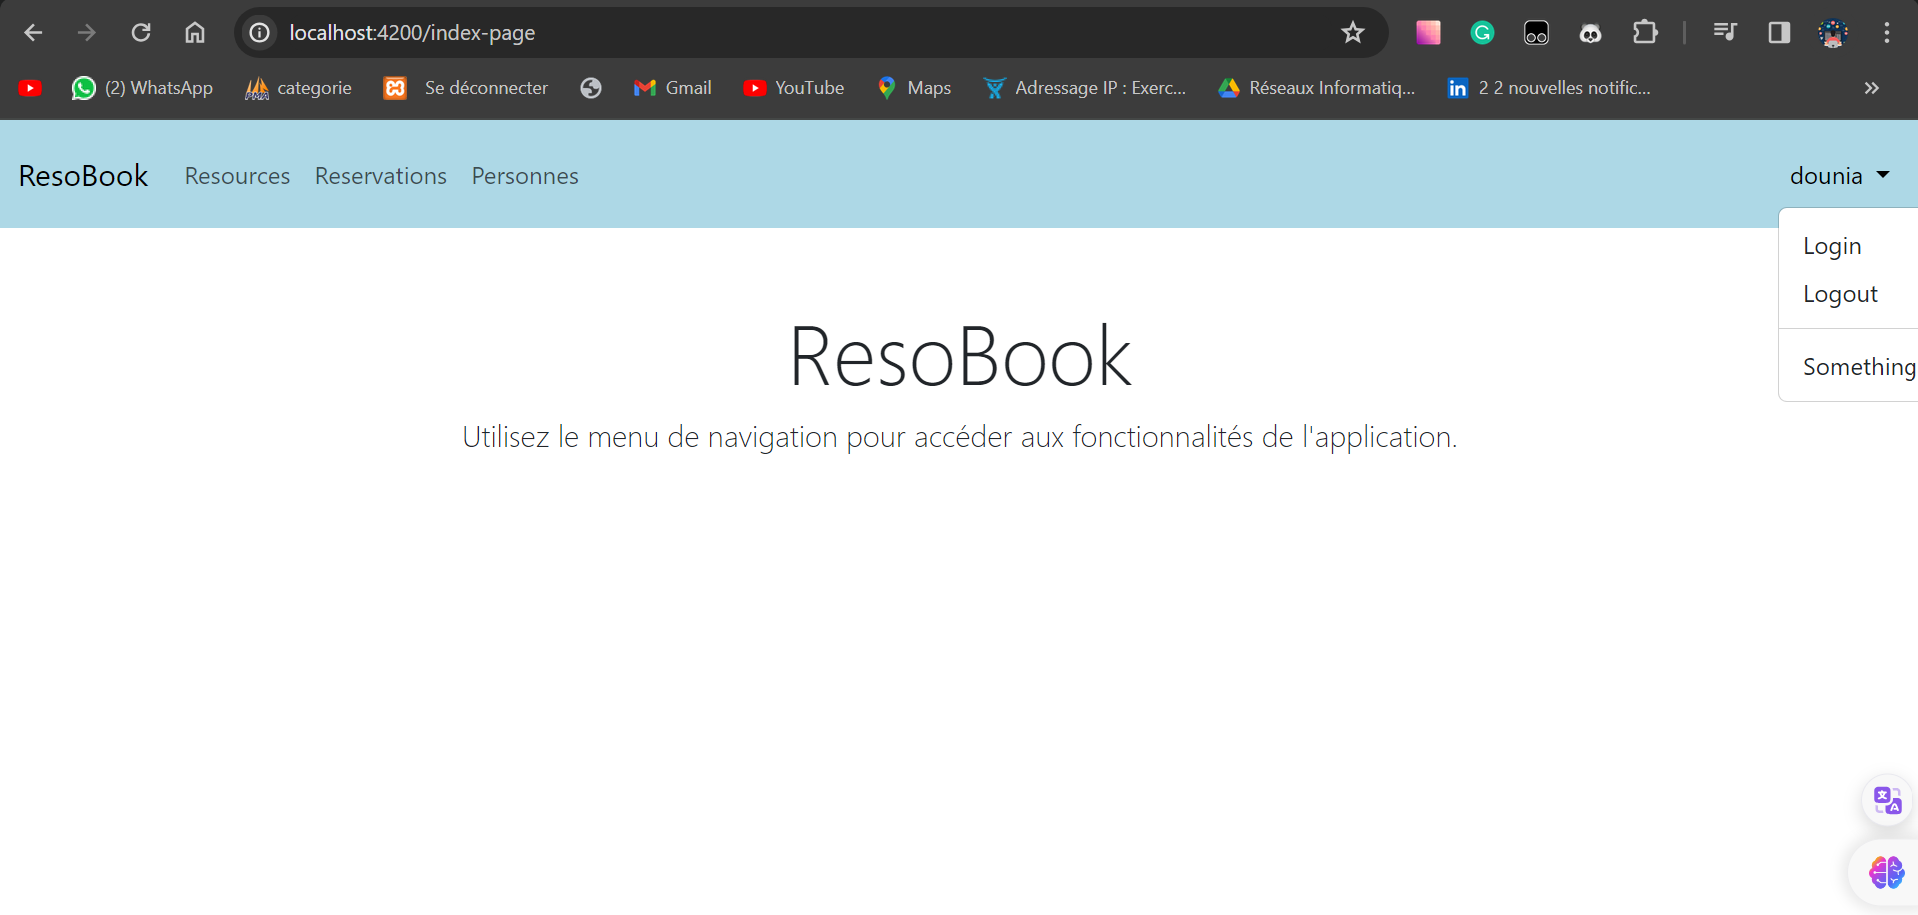 localhost:4200/index-page
(2) WhatsApp
categorie
Se déconnecter
Gmail
YouTube
Maps
Adressage IP : Exerc...
Réseaux Informatiq...
2 2 nouvelles notific...
ResoBook
Resources
Reservations
Personnes
dounia
Login
Logout
Something
ResoBook
Utilisez le menu de navigation pour accéder aux fonctionnalités de l'application.